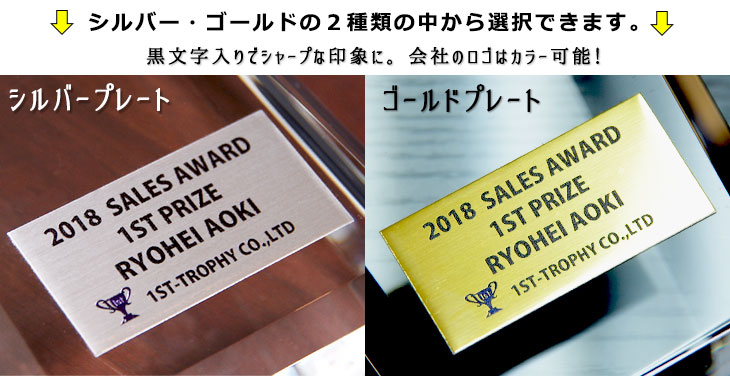 シルバー・ゴールドの２種類の中から選択できます。
黒文字入りでシャープな印象に。会社のロゴはカラー可能！
シルバープレート
2018 SALES AWARD
1ST PRIZE
RYOHEI AOKI
1st
1ST-TROPHY CO.,LTD
ゴールドプレート
2018 SALES AWARD
1ST PRIZE
RYOHEI AOKI
1st
1ST-TROPHY CO.,LTD